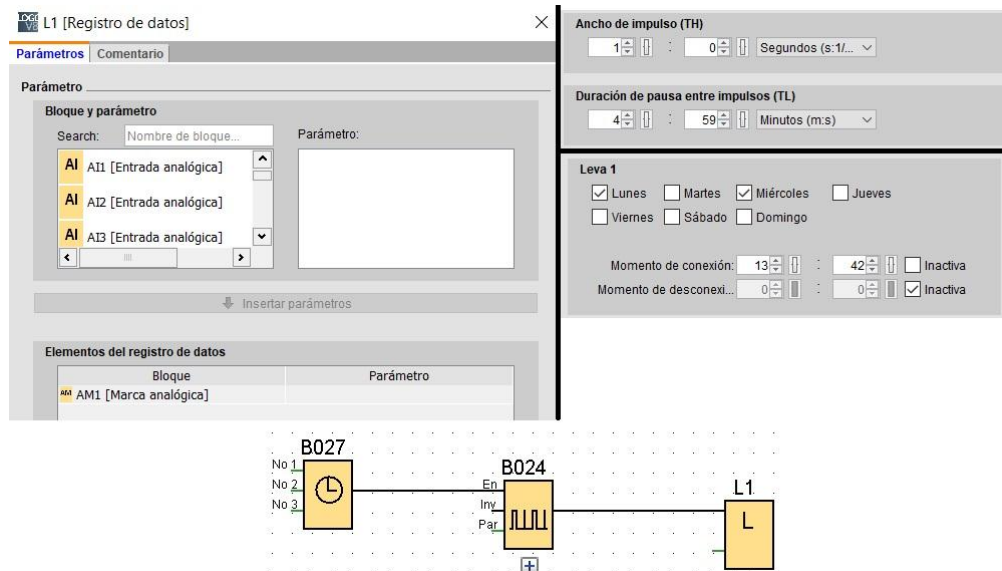 LOGO V8 L1 [Registro de datos]
Parámetros Comentario
Parámetro
Bloque y parámetro
Search: Nombre de bloque... Parámetro:
AI AI1 [Entrada analógica]
AI AI2 [Entrada analógica]
AI AI3 [Entrada analógica]
Insertar parámetros
Elementos del registro de datos
Bloque Parámetro
AM AM1 [Marca analógica]
Ancho de impulso (TH)
1 : 0 Segundos (s:1/...
Duración de pausa entre impulsos (TL)
4 : 59 Minutos (m:s)
Leva 1
Lunes Martes Miércoles Jueves
Viernes Sábado Domingo
Momento de conexión: 13 : 42 Inactiva
Momento de desconexi... 0 : 0 Inactiva
B027
No 1
No 2
No 3
B024
En
Inv
Par
L1
L